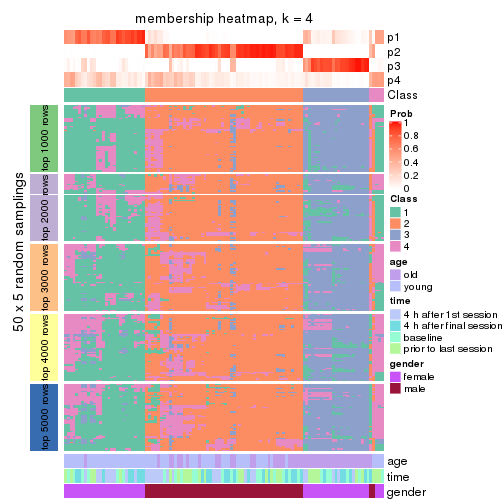 membership heatmap, k = 4
p1
p2
p3
p4
Class
50 x 5 random samplings
top 1000 rows
top 2000 rows
top 3000 rows
top 4000 rows
top 5000 rows
Prob
1
0.8
0.6
0.4
0.2
0
Class
1
2
3
4
age
old
young
time
4 h after 1st session
4 h after final session
baseline
prior to last session
gender
female
male
age
time
gender